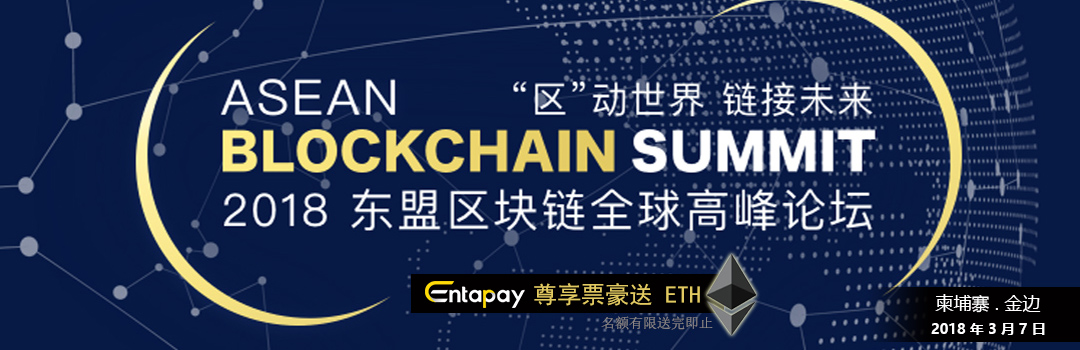 ASEAN “区”动世界 链接未来
BLOCKCHAIN SUMMIT
2018 东盟区块链全球高峰论坛
Entapay 尊享票豪送 ETH
名额有限送完即止
柬埔寨 . 金边
2018 年 3 月 7 日